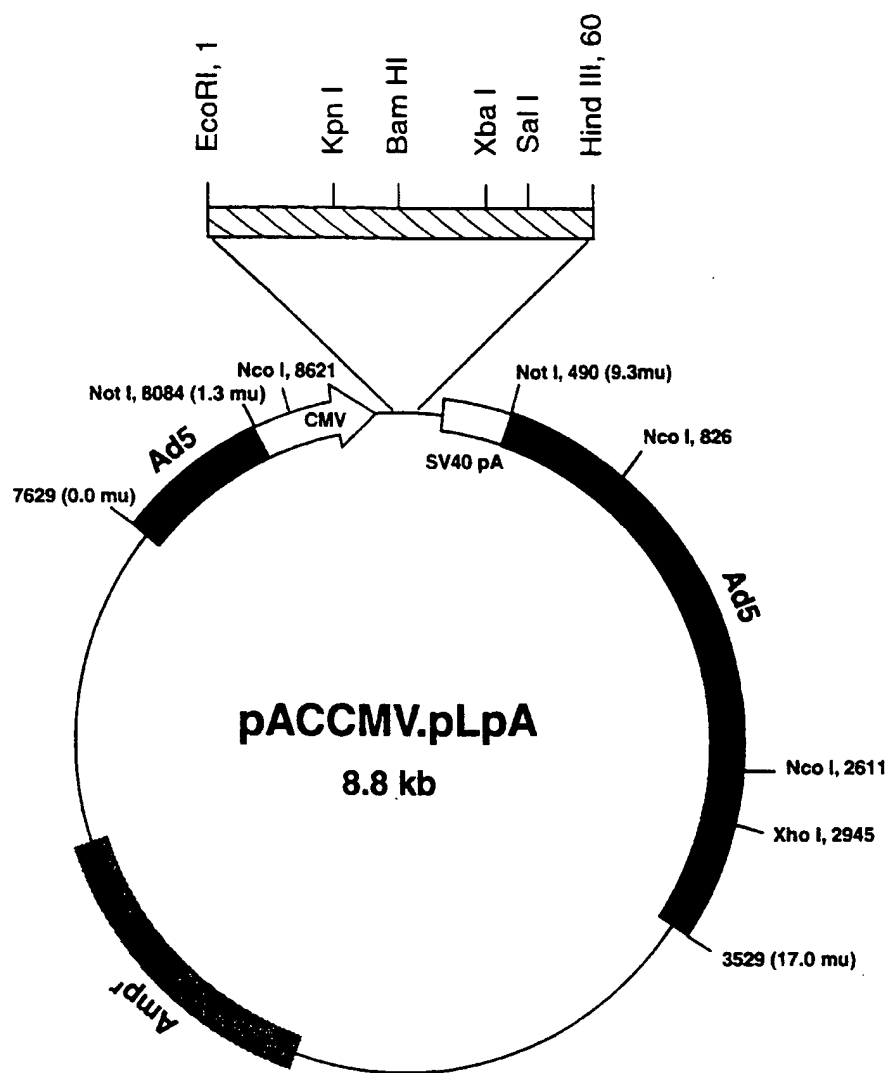 EcoRI, 1
Kpn I
Bam HI
Xba I
Sal I
Hind III, 60
Nco I, 8621
Not I, 8084 (1.3 mu)
Not I, 490 (9.3mu)
CMV
Nco I, 826
Ad5
SV40 pA
7629 (0.0 mu)
Ad5
pACCMV.pLpA
8.8 kb
Nco I, 2611
Xho I, 2945
3529 (17.0 mu)
Ampʳ